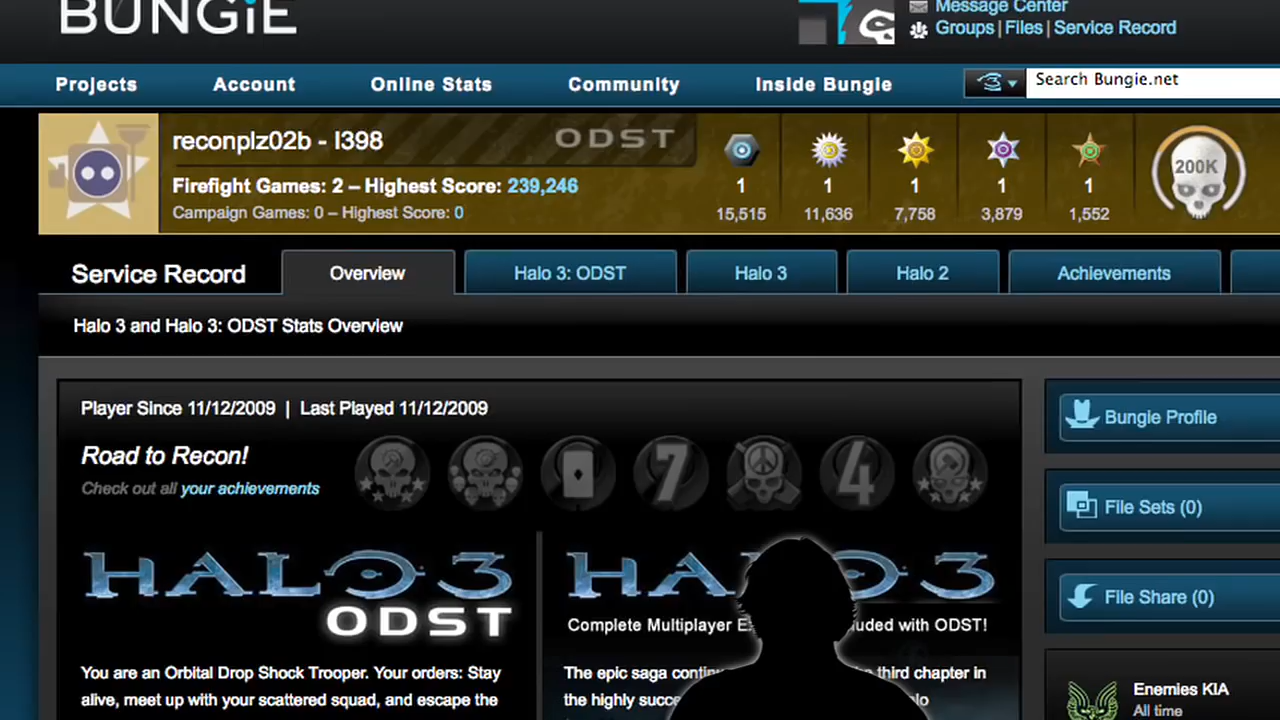 BUNGiE
Message Center
Groups | Files | Service Record
Projects
Account
Online Stats
Community
Inside Bungie
Search Bungie.net
reconplz02b - I398
ODST
Firefight Games: 2 – Highest Score: 239,246
Campaign Games: 0 – Highest Score: 0
1
15,515
1
11,636
1
7,758
1
3,879
1
1,552
200K
Service Record
Overview
Halo 3: ODST
Halo 3
Halo 2
Achievements
Halo 3 and Halo 3: ODST Stats Overview
Player Since 11/12/2009 | Last Played 11/12/2009
Road to Recon!
Check out all your achievements
7
4
HALO 3
ODST
HA O 3
Complete Multiplayer E luded with ODST!
You are an Orbital Drop Shock Trooper. Your orders: Stay
alive, meet up with your scattered squad, and escape the
The epic saga contin third chapter in
the highly succe lo
Bungie Profile
File Sets (0)
File Share (0)
Enemies KIA
All time